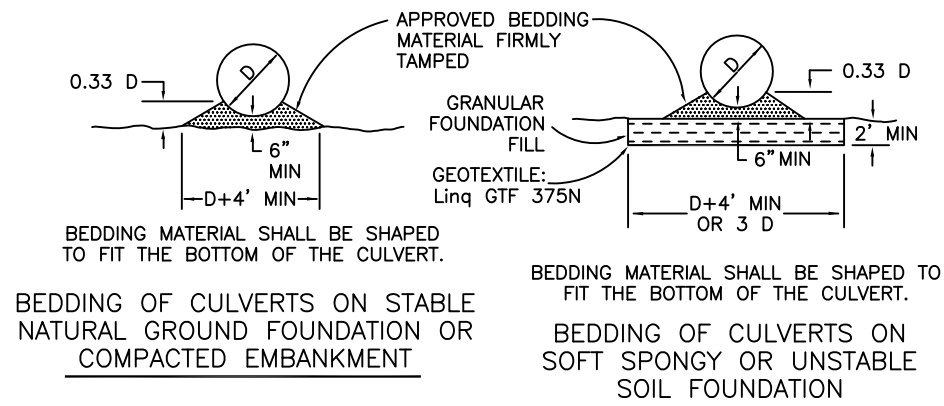 APPROVED BEDDING
MATERIAL FIRMLY
TAMPED
0.33 D
D
6"
MIN
D+4' MIN
BEDDING MATERIAL SHALL BE SHAPED
TO FIT THE BOTTOM OF THE CULVERT.
BEDDING OF CULVERTS ON STABLE
NATURAL GROUND FOUNDATION OR
COMPACTED EMBANKMENT
D
0.33 D
GRANULAR
FOUNDATION
FILL
2' MIN
6" MIN
GEOTEXTILE:
Linq GTF 375N
D+4' MIN
OR 3 D
BEDDING MATERIAL SHALL BE SHAPED TO
FIT THE BOTTOM OF THE CULVERT.
BEDDING OF CULVERTS ON
SOFT SPONGY OR UNSTABLE
SOIL FOUNDATION